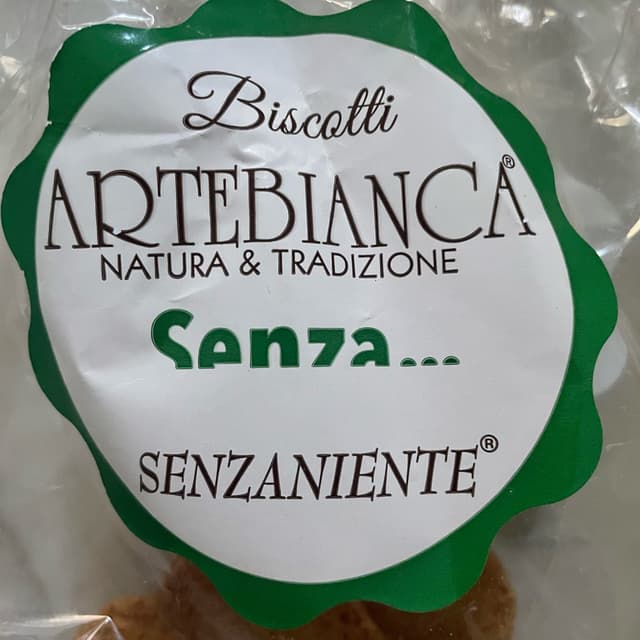 Biscotti
ARTEBIANCA®
NATURA & TRADIZIONE
Senza...
SENZANIENTE®